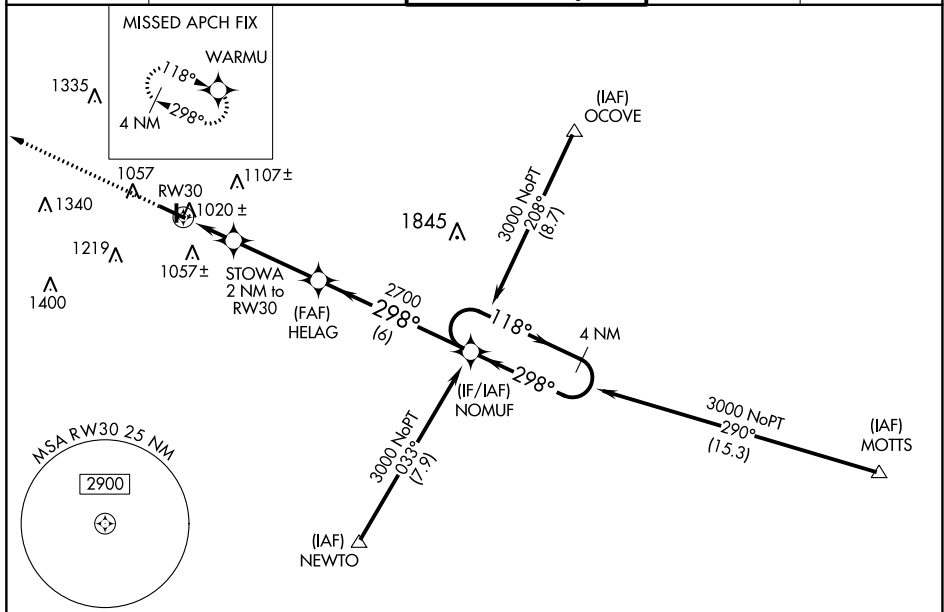 MISSED APCH FIX
WARMU
118°
298°
4 NM
1335
(IAF)
OCOVE
3000 NoPT
208°
(8.7)
1057
1107±
RW30
1020 ±
1340
1845
1219
1057±
1400
STOWA
2 NM to
RW30
(FAF)
HELAG
2700
298°
(6)
118°
4 NM
298°
(IF/IAF)
NOMUF
3000 NoPT
290°
(15.3)
(IAF)
MOTTS
3000 NoPT
033°
(7.9)
(IAF)
NEWTO
MSA RW30 25 NM
2900